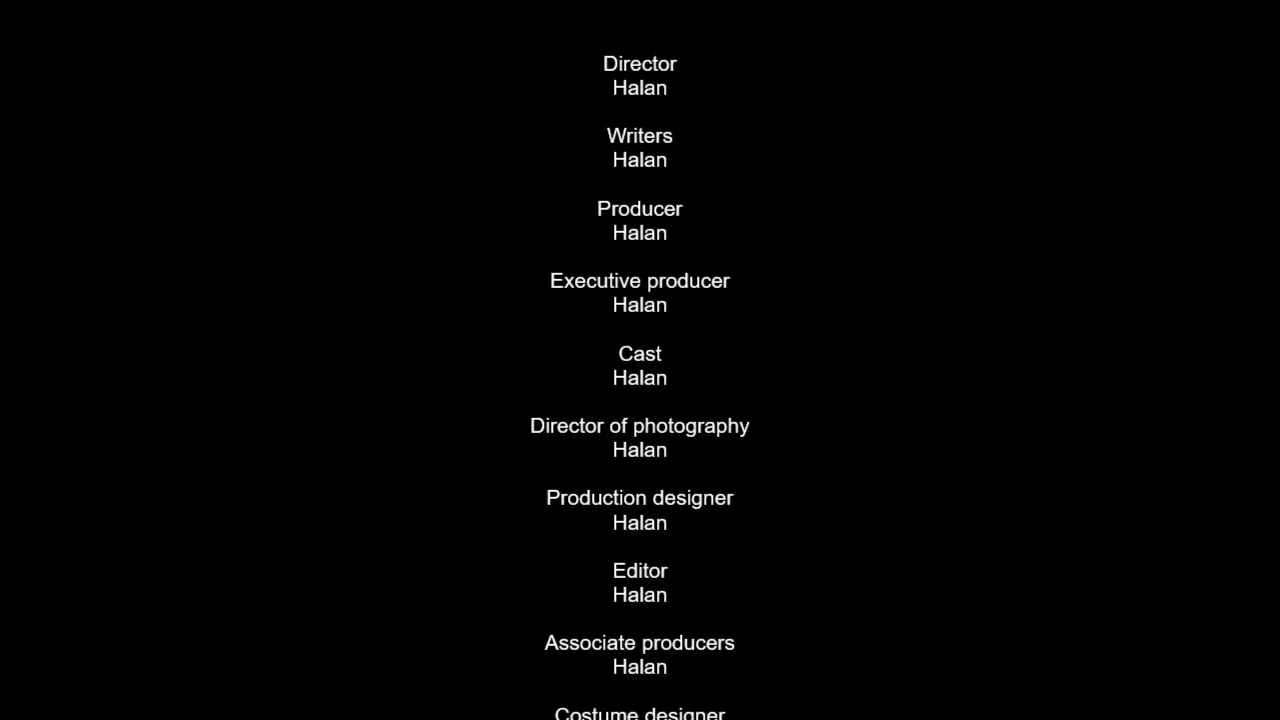 Director
Halan
Writers
Halan
Producer
Halan
Executive producer
Halan
Cast
Halan
Director of photography
Halan
Production designer
Halan
Editor
Halan
Associate producers
Halan
Costume designer